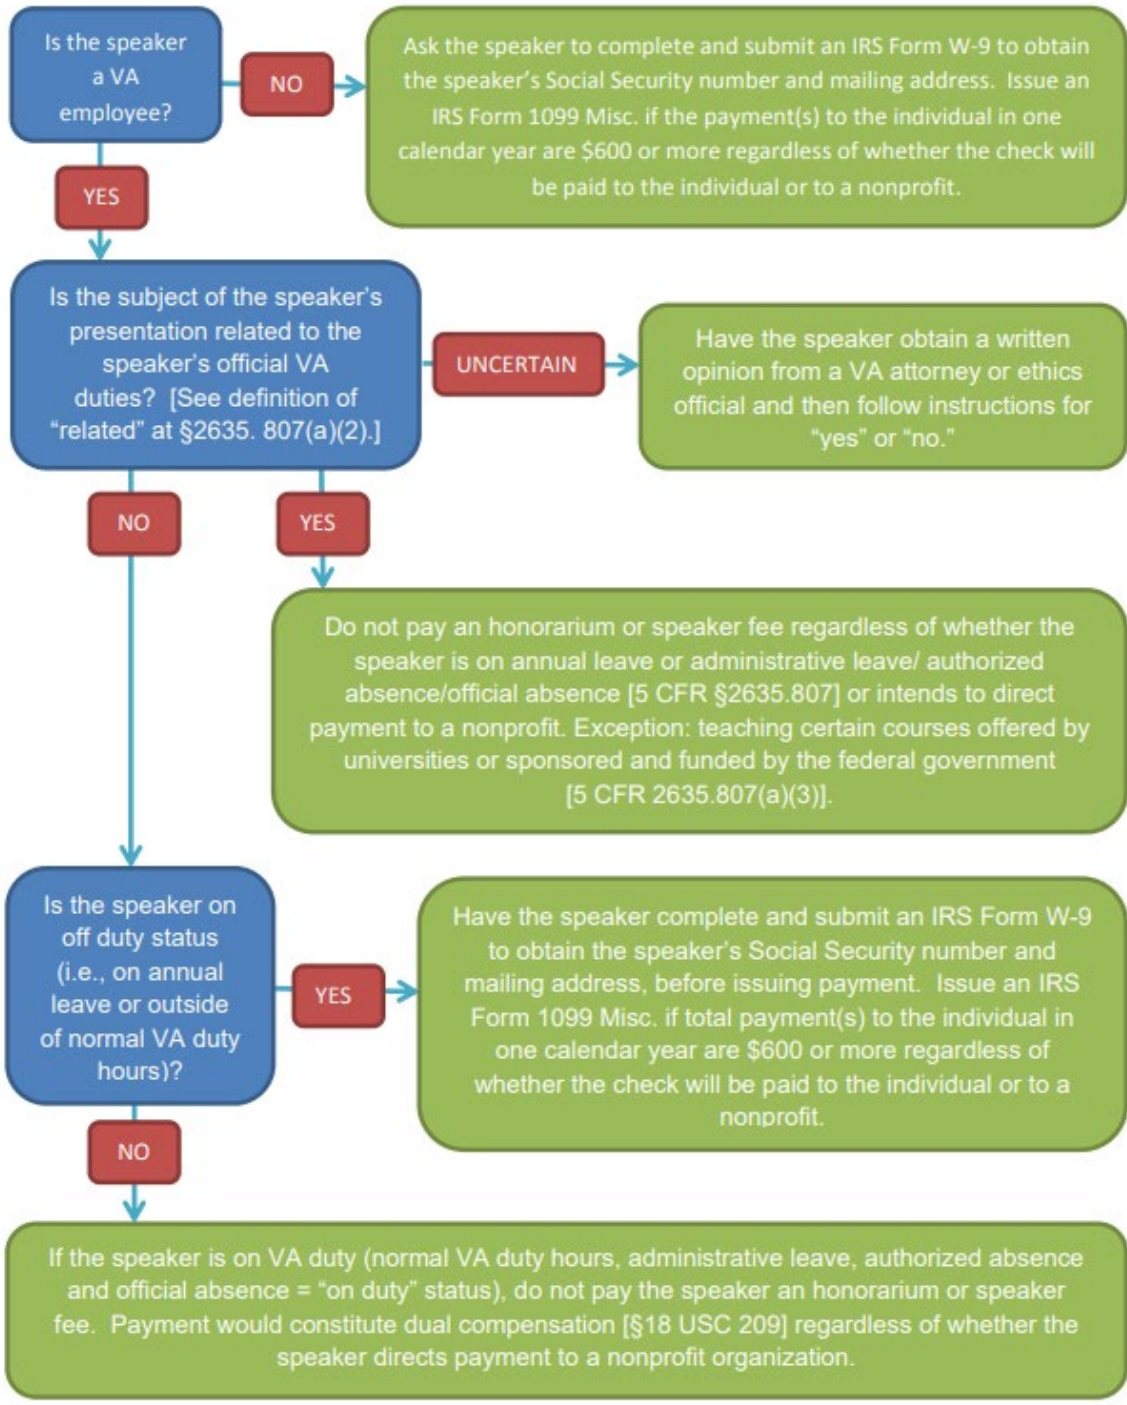 Is the speaker
a VA
employee?
NO
Ask the speaker to complete and submit an IRS Form W-9 to obtain
the speaker's Social Security number and mailing address.  Issue an
IRS Form 1099 Misc. if the payment(s) to the individual in one
calendar year are $600 or more regardless of whether the check will
be paid to the individual or to a nonprofit.
YES
Is the subject of the speaker's
presentation related to the
speaker's official VA
duties?  [See definition of
“related” at §2635. 807(a)(2).]
UNCERTAIN
Have the speaker obtain a written
opinion from a VA attorney or ethics
official and then follow instructions for
“yes” or “no.”
NO
YES
Do not pay an honorarium or speaker fee regardless of whether the
speaker is on annual leave or administrative leave/ authorized
absence/official absence [5 CFR §2635.807] or intends to direct
payment to a nonprofit. Exception: teaching certain courses offered by
universities or sponsored and funded by the federal government
[5 CFR 2635.807(a)(3)].
Is the speaker on
off duty status
(i.e., on annual
leave or outside
of normal VA duty
hours)?
YES
Have the speaker complete and submit an IRS Form W-9
to obtain the speaker's Social Security number and
mailing address, before issuing payment.  Issue an IRS
Form 1099 Misc. if total payment(s) to the individual in
one calendar year are $600 or more regardless of
whether the check will be paid to the individual or to a
nonprofit.
NO
If the speaker is on VA duty (normal VA duty hours, administrative leave, authorized absence
and official absence = “on duty” status), do not pay the speaker an honorarium or speaker
fee.  Payment would constitute dual compensation [§18 USC 209] regardless of whether the
speaker directs payment to a nonprofit organization.